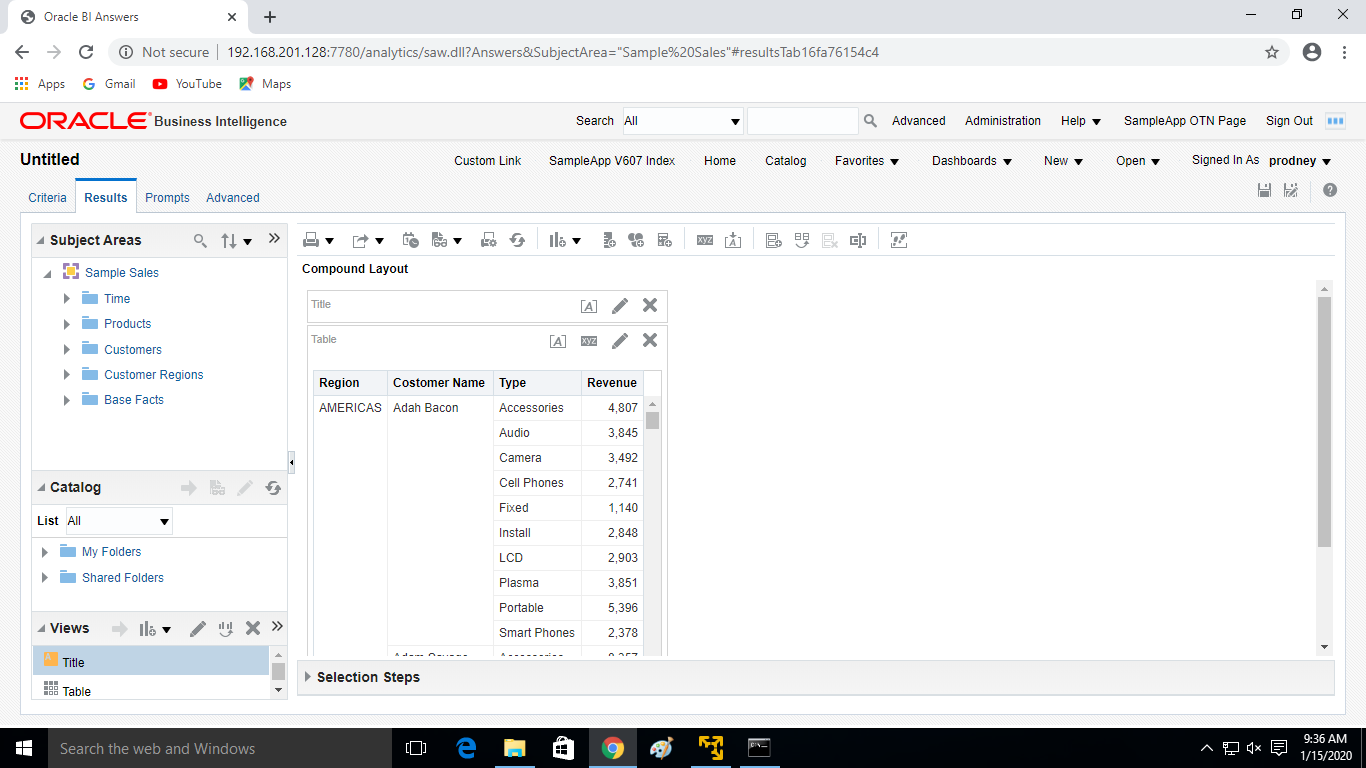 Oracle BI Answers
Not secure 192.168.201.128:7780/analytics/saw.dll?Answers&SubjectArea="Sample%20Sales"#resultsTab16fa76154c4
Apps Gmail YouTube Maps
ORACLE Business Intelligence Search All Advanced Administration Help SampleApp OTN Page Sign Out
Untitled Custom Link SampleApp V607 Index Home Catalog Favorites Dashboards New Open Signed In As prodney
Criteria Results Prompts Advanced
Subject Areas
Sample Sales
Time
Products
Customers
Customer Regions
Base Facts
Catalog
List All
My Folders
Shared Folders
Views
Title
Table
xyz A
Compound Layout
Title A
Table A xyz
Region Costomer Name Type Revenue
AMERICAS Adah Bacon Accessories 4,807
Audio 3,845
Camera 3,492
Cell Phones 2,741
Fixed 1,140
Install 2,848
LCD 2,903
Plasma 3,851
Portable 5,396
Smart Phones 2,378
Selection Steps
Search the web and Windows
9:36 AM
1/15/2020